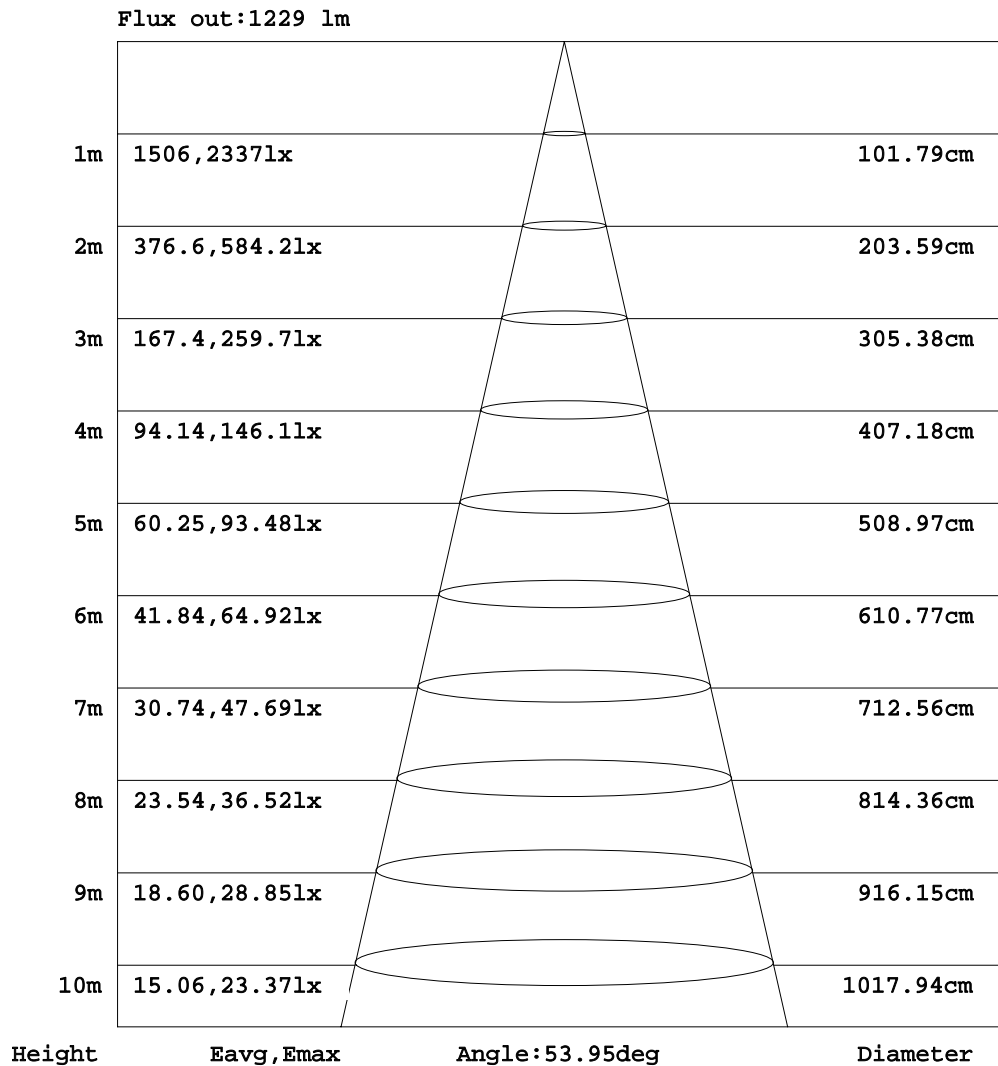 Flux out:1229 lm
1m 1506,2337lx 101.79cm
2m 376.6,584.2lx 203.59cm
3m 167.4,259.7lx 305.38cm
4m 94.14,146.1lx 407.18cm
5m 60.25,93.48lx 508.97cm
6m 41.84,64.92lx 610.77cm
7m 30.74,47.69lx 712.56cm
8m 23.54,36.52lx 814.36cm
9m 18.60,28.85lx 916.15cm
10m 15.06,23.37lx 1017.94cm
Height Eavg,Emax Angle:53.95deg Diameter